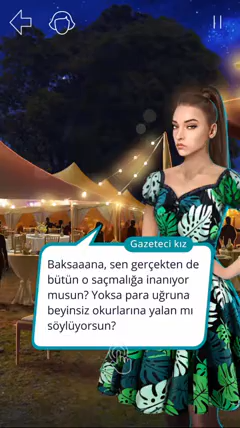 Gazeteci kız
Baksaaana, sen gerçekten de
bütün o saçmalığa inanıyor
musun? Yoksa para uğruna
beyinsiz okurlarına yalan mı
söylüyorsun?